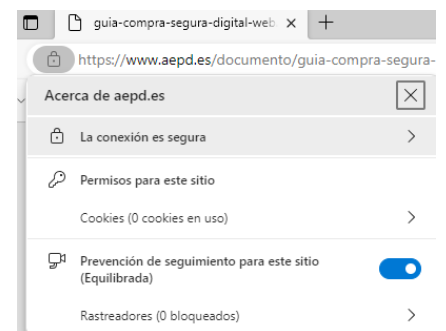 guia-compra-segura-digital-web
https://www.aepd.es/documento/guia-compra-segura-
Acerca de aepd.es
La conexión es segura
Permisos para este sitio
Cookies (0 cookies en uso)
Prevención de seguimiento para este sitio
(Equilibrada)
Rastreadores (0 bloqueados)